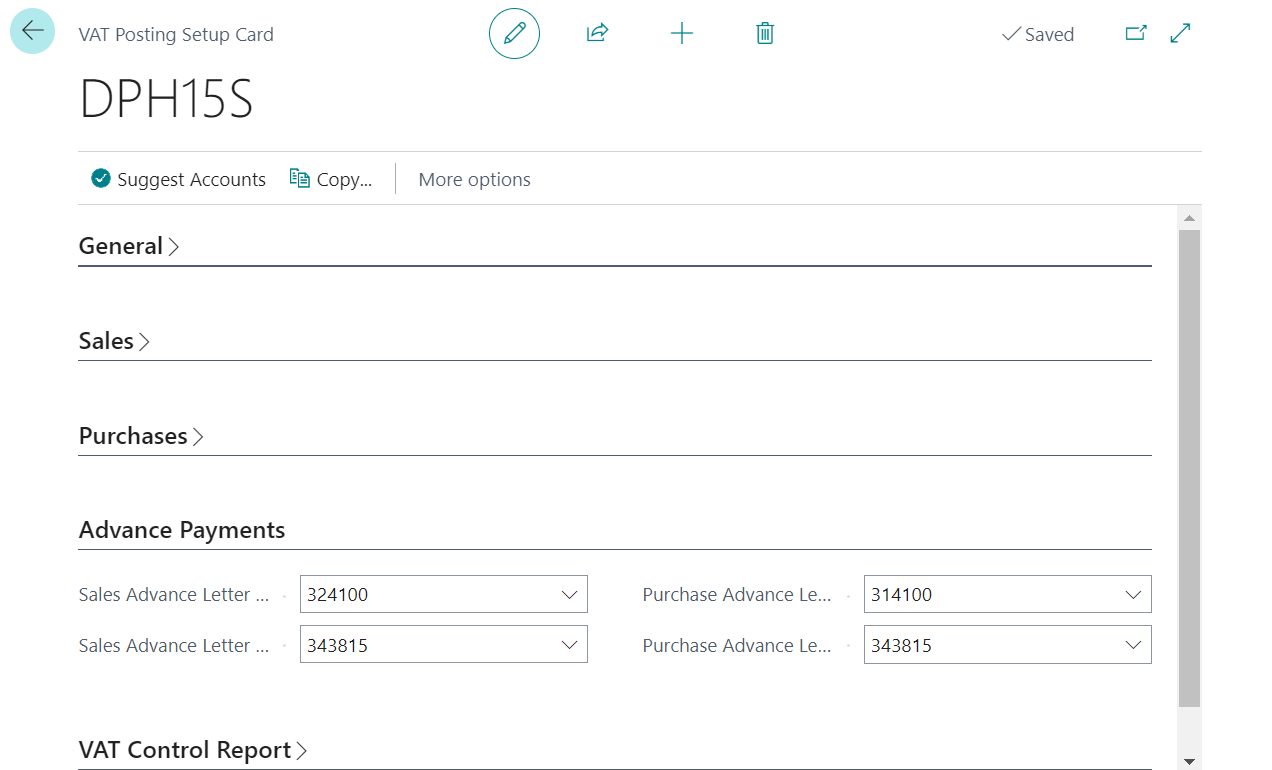 VAT Posting Setup Card
Saved
DPH15S
Suggest Accounts
Copy...
More options
General
Sales
Purchases
Advance Payments
Sales Advance Letter ...
324100
Purchase Advance Le...
314100
Sales Advance Letter ...
343815
Purchase Advance Le...
343815
VAT Control Report